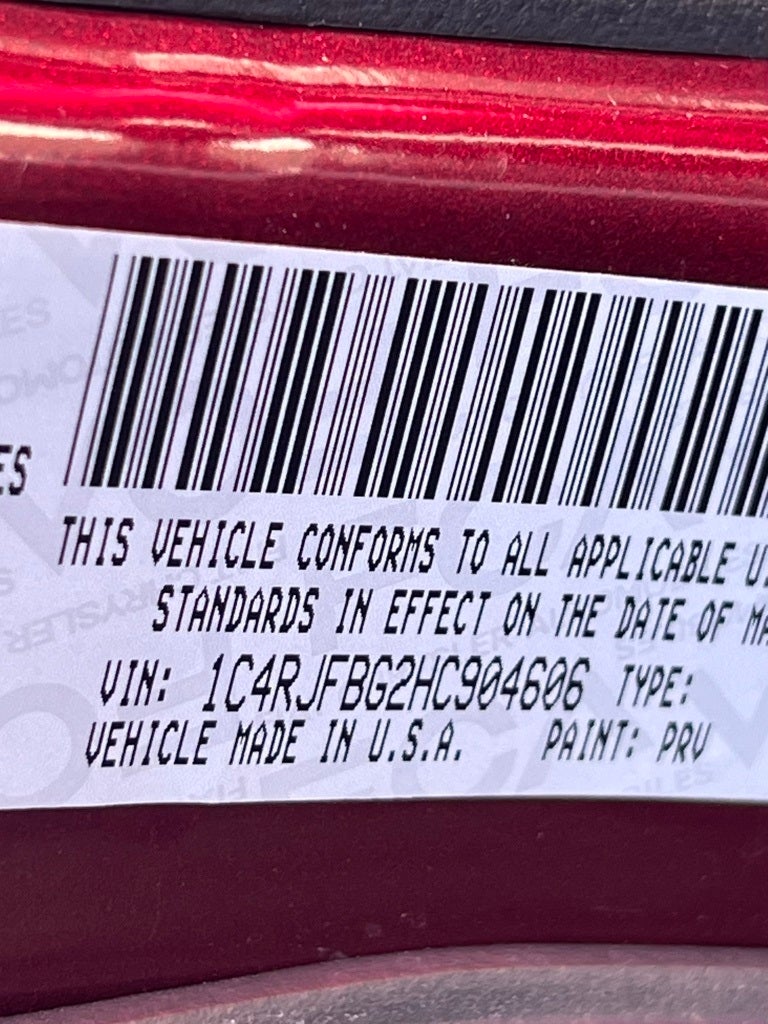 ES
THIS VEHICLE CONFORMS TO ALL APPLICABLE
STANDARDS IN EFFECT ON THE DATE OF
VIN: 1C4RJFBG2HC904606 TYPE:
VEHICLE MADE IN U.S.A. PAINT: PRV